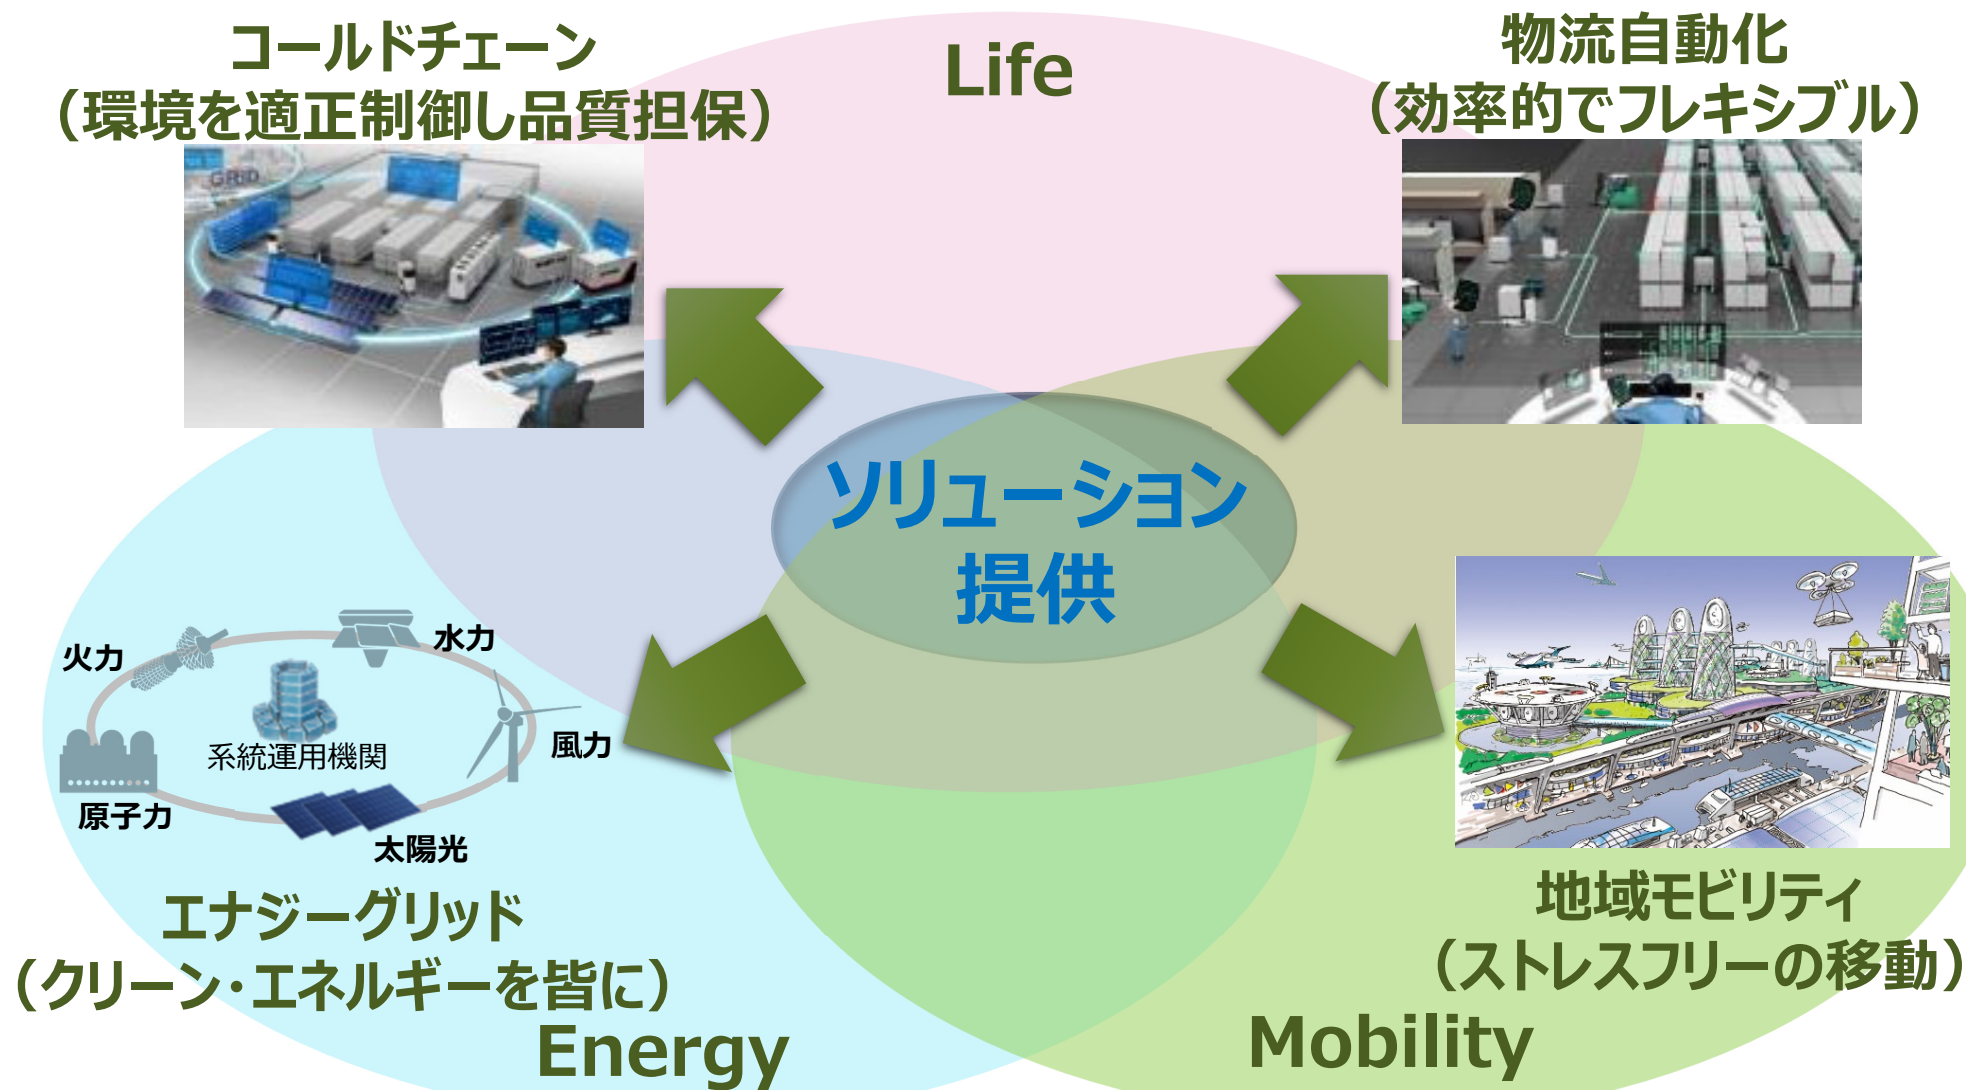 コールドチェーン
（環境を適正制御し品質担保）
Life
物流自動化
（効率的でフレキシブル）
GRID
ソリューション
提供
火力
水力
系統運用機関
風力
原子力
太陽光
エナジーグリッド
（クリーン・エネルギーを皆に）
Energy
地域モビリティ
（ストレスフリーの移動）
Mobility